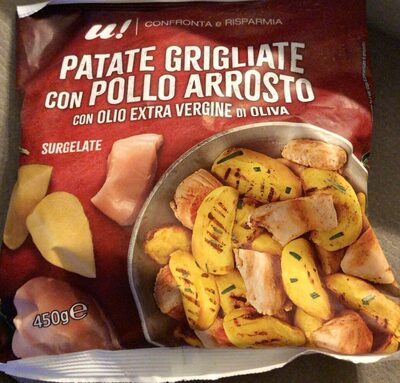 u! CONFRONTA e RISPARMIA
PATATE GRIGLIATE
CON POLLO ARROSTO
CON OLIO EXTRA VERGINE DI OLIVA
SURGELATE
450g e